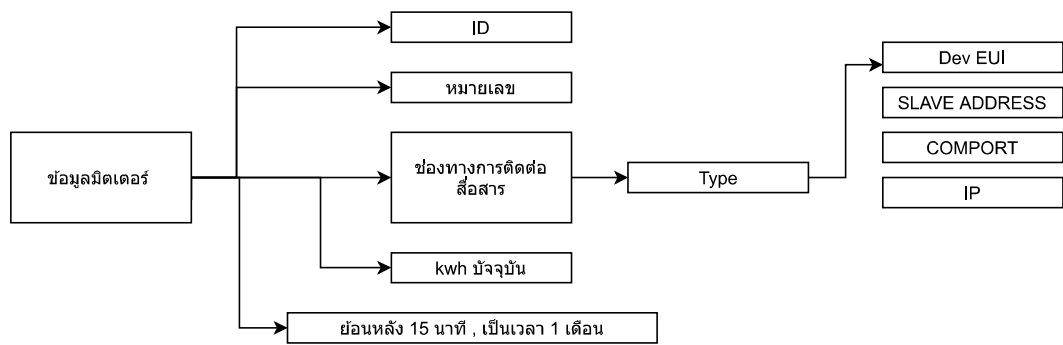 ID
หมายเลข
ข้อมูลมิตเตอร์
ช่องทางการติดต่อ
สื่อสาร
Type
Dev EUI
SLAVE ADDRESS
COMPORT
IP
kwh ปัจจุบัน
ย้อนหลัง 15 นาที , เป็นเวลา 1 เดือน